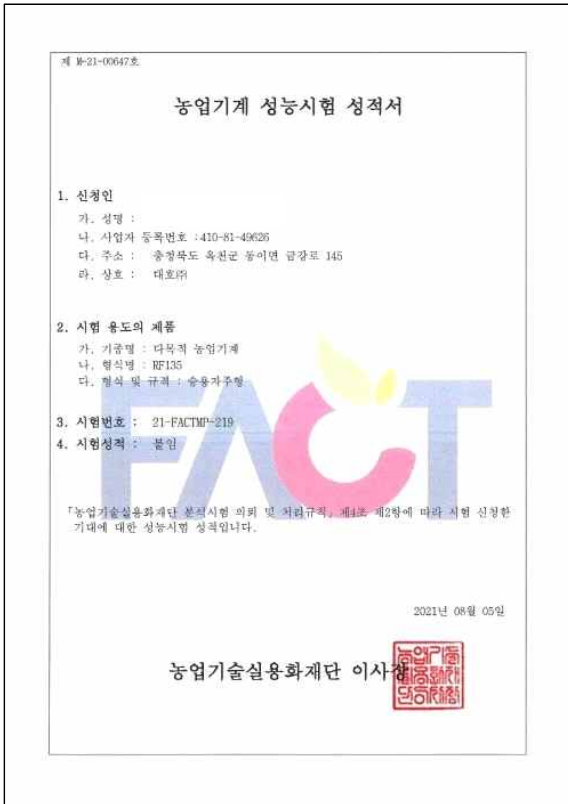 제 M-21-00647호
농업기계 성능시험 성적서
1. 신청인
가. 성명 :
나. 사업자 등록번호 :410-81-49626
다. 주소 : 충청북도 옥천군 동이면 금강로 145
라. 상호 : 대호㈜
2. 시험 용도의 제품
가. 기종명 : 다목적 농업기계
나. 형식명 : RF135
다. 형식 및 규격 : 승용자주형
3. 시험번호 : 21-FACTMP-219
4. 시험성적 : 붙임
FACT
「농업기술실용화재단 분석시험 의뢰 및 처리규칙」 제4조 제2항에 따라 시험 신청한
기대에 대한 성능시험 성적입니다.
2021년 08월 05일
농업기술실용화재단 이사장